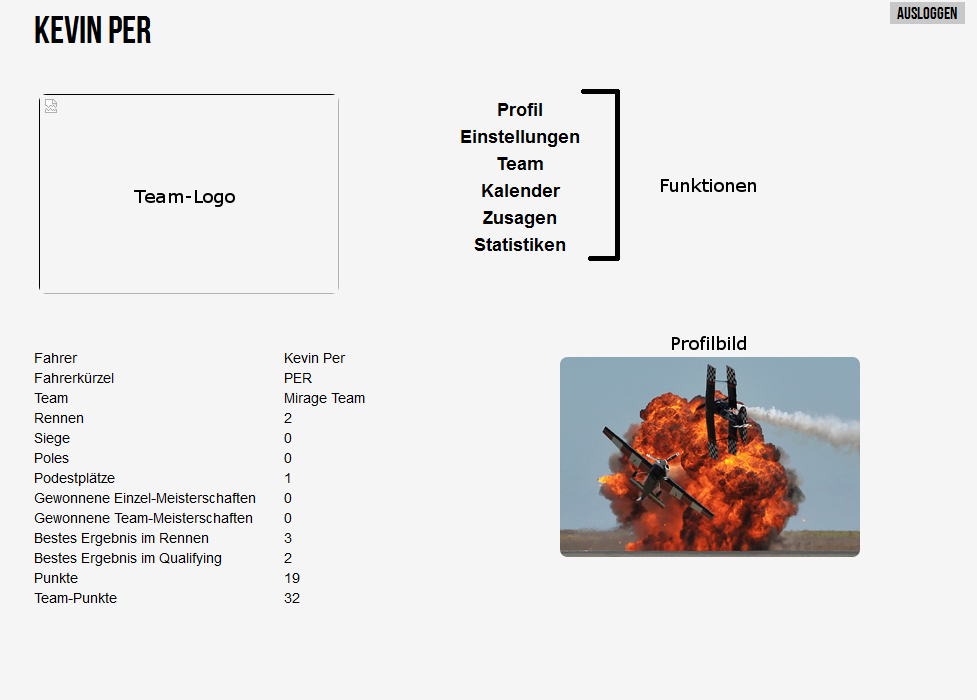 KEVIN PER
AUSLOGGEN
Team-Logo
Profil
Einstellungen
Team
Kalender
Zusagen
Statistiken
Funktionen
Fahrer Kevin Per
Fahrerkürzel PER
Team Mirage Team
Rennen 2
Siege 0
Poles 0
Podestplätze 1
Gewonnene Einzel-Meisterschaften 0
Gewonnene Team-Meisterschaften 0
Bestes Ergebnis im Rennen 3
Bestes Ergebnis im Qualifying 2
Punkte 19
Team-Punkte 32
Profilbild